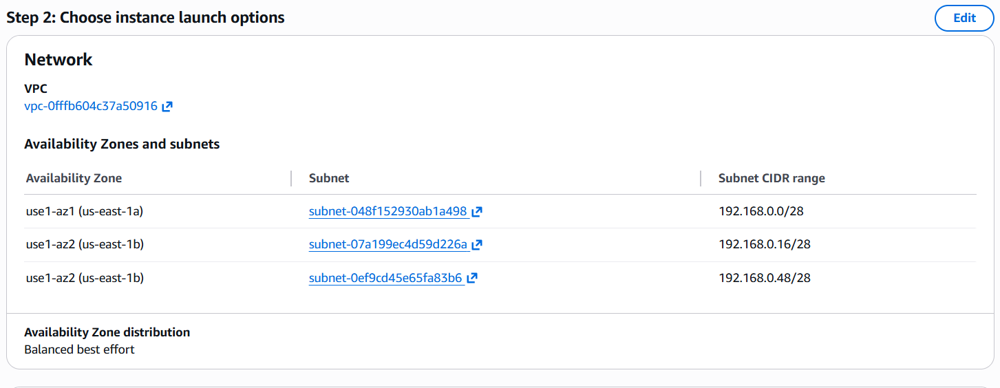 Step 2: Choose instance launch options
Edit
Network
VPC
vpc-0fffb604c37a50916
Availability Zones and subnets
Availability Zone Subnet Subnet CIDR range
use1-az1 (us-east-1a) subnet-048f152930ab1a498 192.168.0.0/28
use1-az2 (us-east-1b) subnet-07a199ec4d59d226a 192.168.0.16/28
use1-az2 (us-east-1b) subnet-0ef9cd45e65fa83b6 192.168.0.48/28
Availability Zone distribution
Balanced best effort